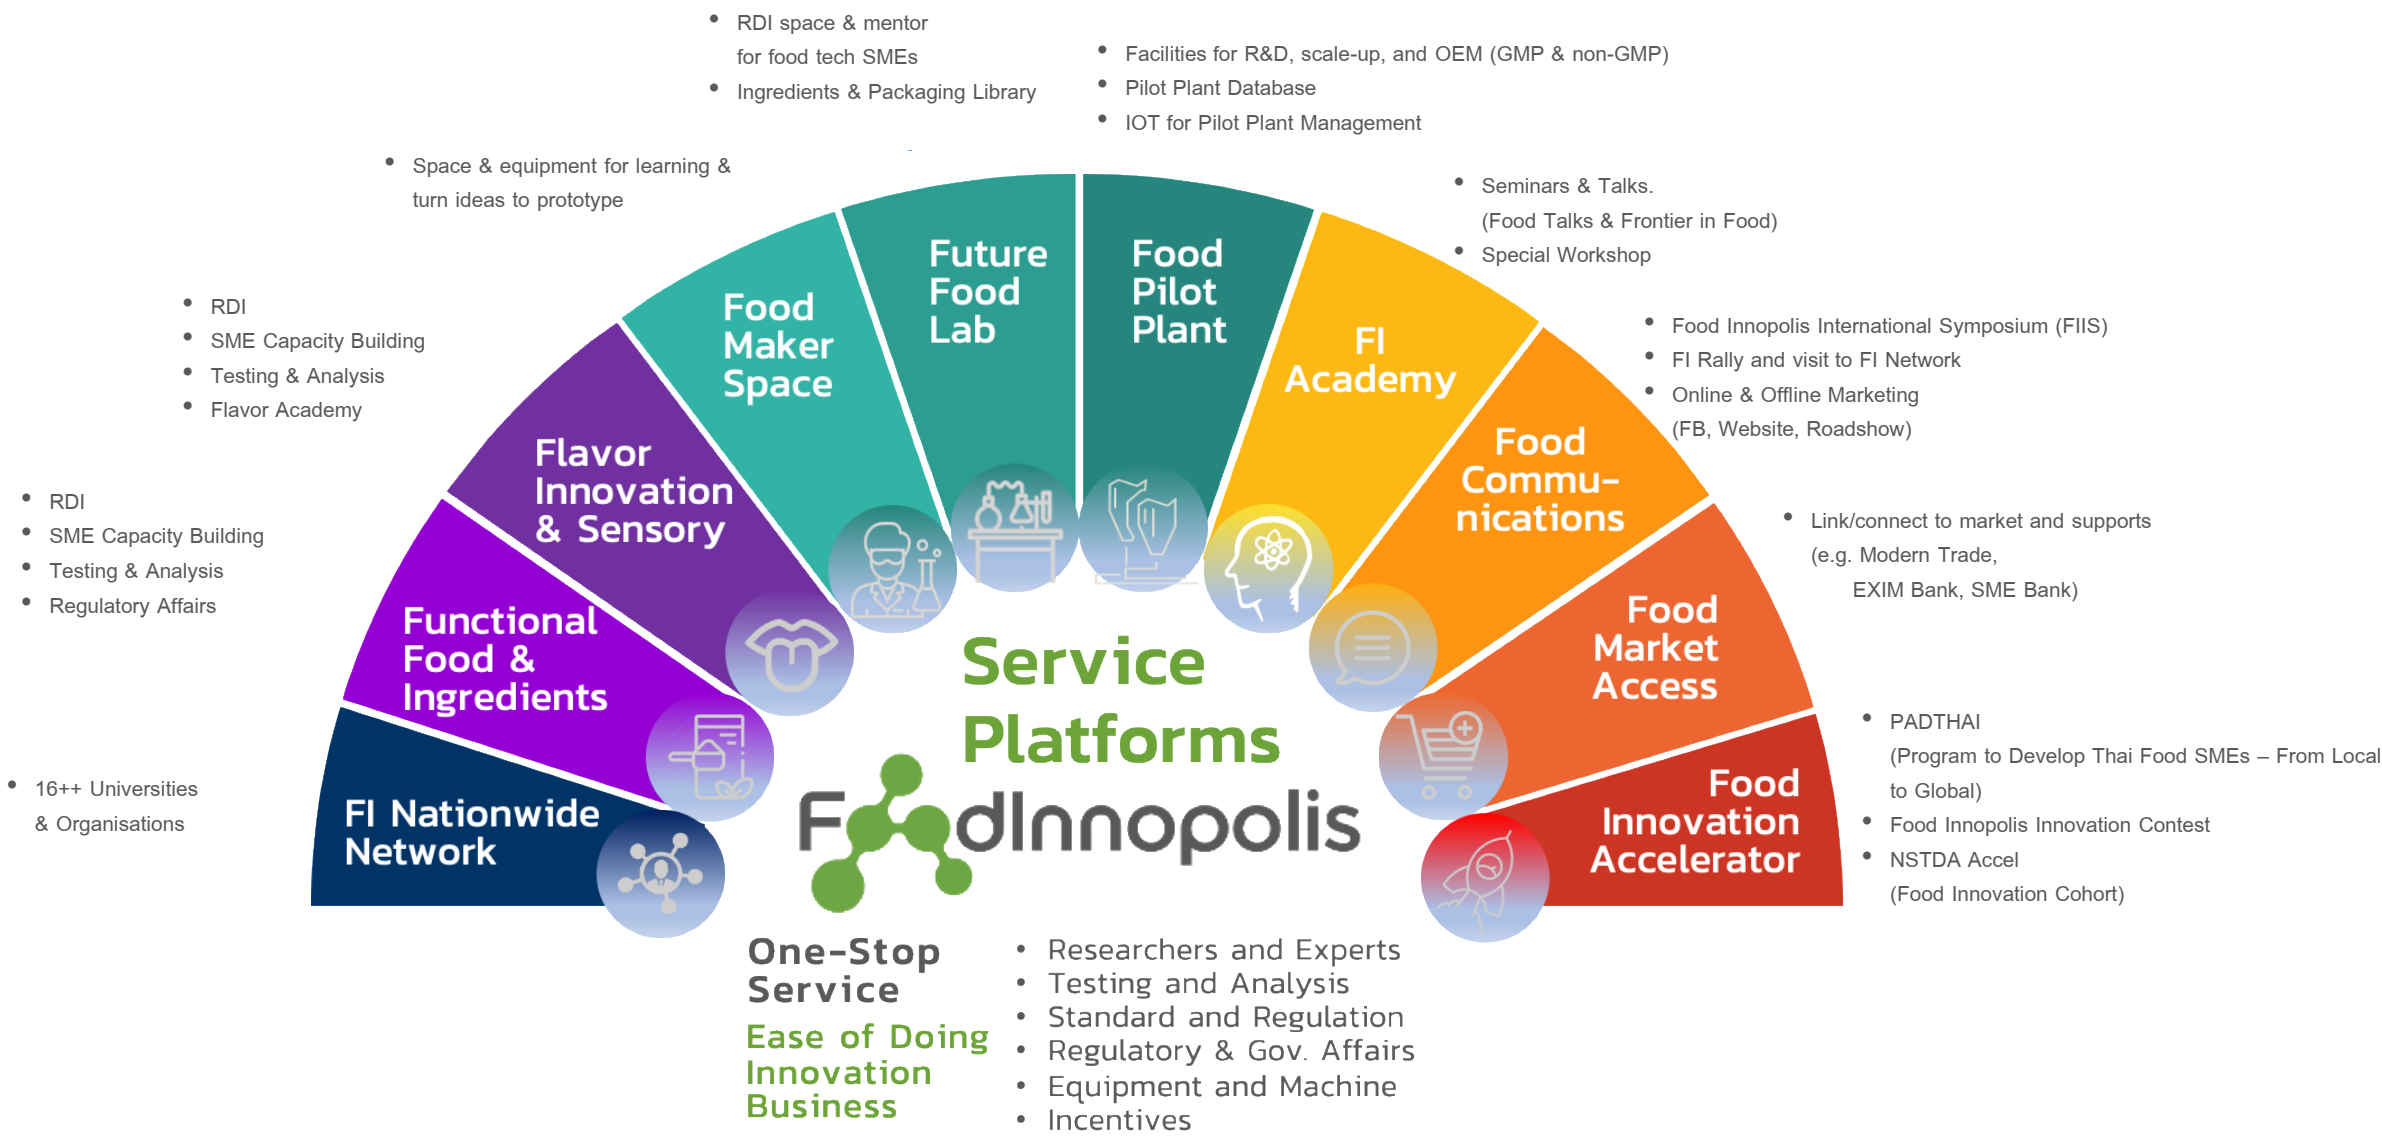 RDI space & mentor
for food tech SMEs
Ingredients & Packaging Library
Facilities for R&D, scale-up, and OEM (GMP & non-GMP)
Pilot Plant Database
IOT for Pilot Plant Management
Space & equipment for learning &
turn ideas to prototype
Seminars & Talks.
(Food Talks & Frontier in Food)
Special Workshop
RDI
SME Capacity Building
Testing & Analysis
Flavor Academy
Food Innopolis International Symposium (FIIS)
FI Rally and visit to FI Network
Online & Offline Marketing
(FB, Website, Roadshow)
RDI
SME Capacity Building
Testing & Analysis
Regulatory Affairs
Link/connect to market and supports
(e.g. Modern Trade,
EXIM Bank, SME Bank)
16++ Universities
& Organisations
PADTHAI
(Program to Develop Thai Food SMEs – From Local
to Global)
Food Innopolis Innovation Contest
NSTDA Accel
(Food Innovation Cohort)
FI Nationwide
Network
Functional
Food &
Ingredients
Flavor
Innovation
& Sensory
Food
Maker
Space
Future
Food
Lab
Food
Pilot
Plant
FI
Academy
Food
Commu-
nications
Food
Market
Access
Food
Innovation
Accelerator
Service
Platforms
FoodInnopolis
One-Stop
Service
Ease of Doing
Innovation
Business
Researchers and Experts
Testing and Analysis
Standard and Regulation
Regulatory & Gov. Affairs
Equipment and Machine
Incentives